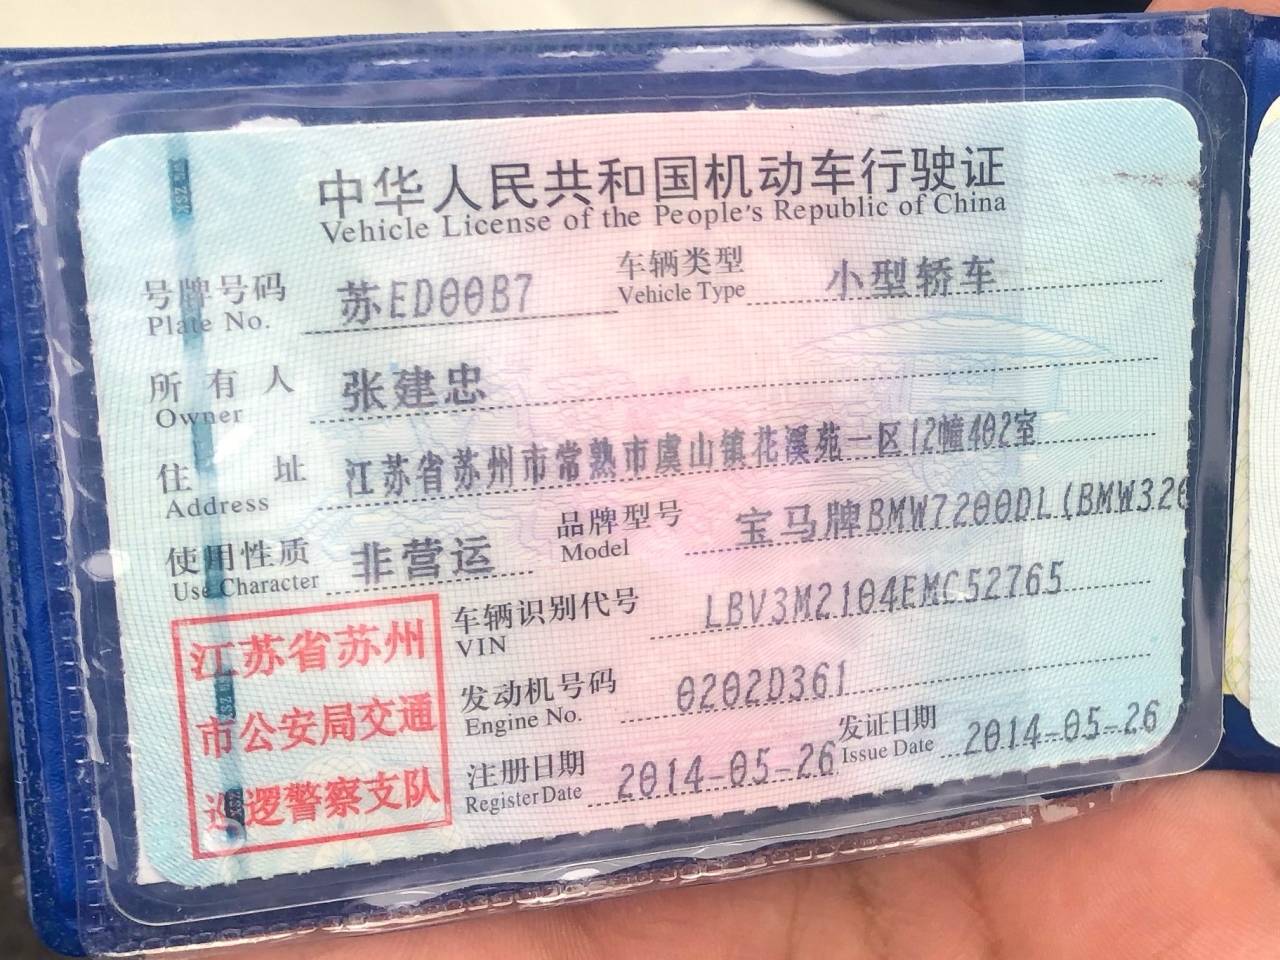 中华人民共和国机动车行驶证
Vehicle License of the People's Republic of China
号牌号码 苏ED00B7 车辆类型 小型轿车
Plate No. Vehicle Type
所有人 张建忠
Owner
住址 江苏省苏州市常熟市虞山镇花溪苑一区12幢402室
Address
使用性质 非营运 品牌型号 宝马牌BMW7200DL(BMW320
Use Character Model
车辆识别代号 LBV3M2104EMC52765
VIN
发动机号码 0202D361
Engine No.
注册日期 2014-05-26 发证日期 2014-05-26
Register Date Issue Date
江苏省苏州
市公安局交通
巡逻警察支队